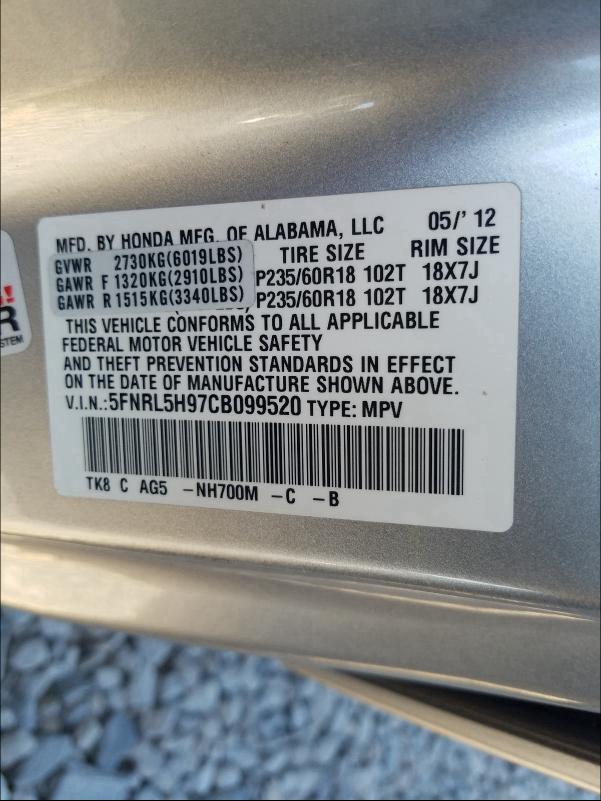 MFD. BY HONDA MFG. OF ALABAMA, LLC 05/' 12
GVWR 2730KG(6019LBS) TIRE SIZE RIM SIZE
GAWR F 1320KG(2910LBS) P235/60R18 102T 18X7J
GAWR R 1515KG(3340LBS) P235/60R18 102T 18X7J
THIS VEHICLE CONFORMS TO ALL APPLICABLE
FEDERAL MOTOR VEHICLE SAFETY
AND THEFT PREVENTION STANDARDS IN EFFECT
ON THE DATE OF MANUFACTURE SHOWN ABOVE.
V.I.N.:5FNRL5H97CB099520 TYPE: MPV
TK8 C AG5 -NH700M -C -B